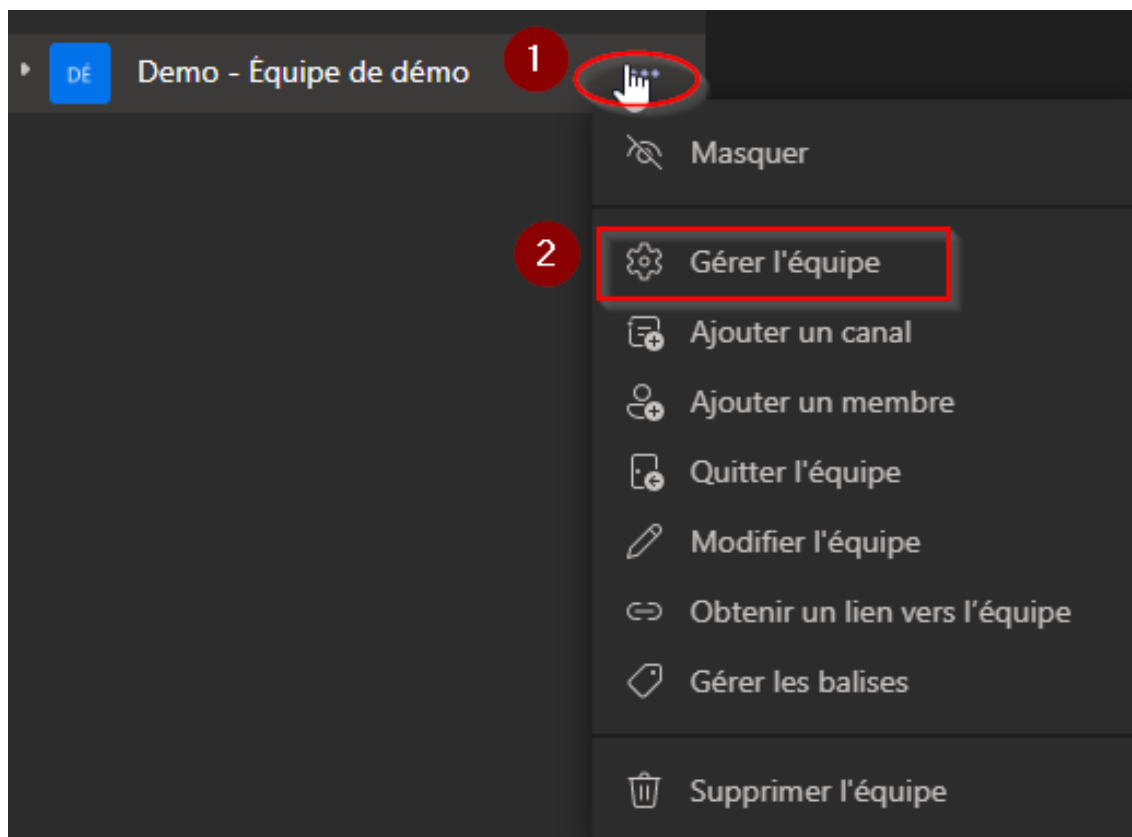 DÉ Demo - Équipe de démo 1 ...
Masquer
2 Gérer l'équipe
Ajouter un canal
Ajouter un membre
Quitter l'équipe
Modifier l'équipe
Obtenir un lien vers l’équipe
Gérer les balises
Supprimer l'équipe